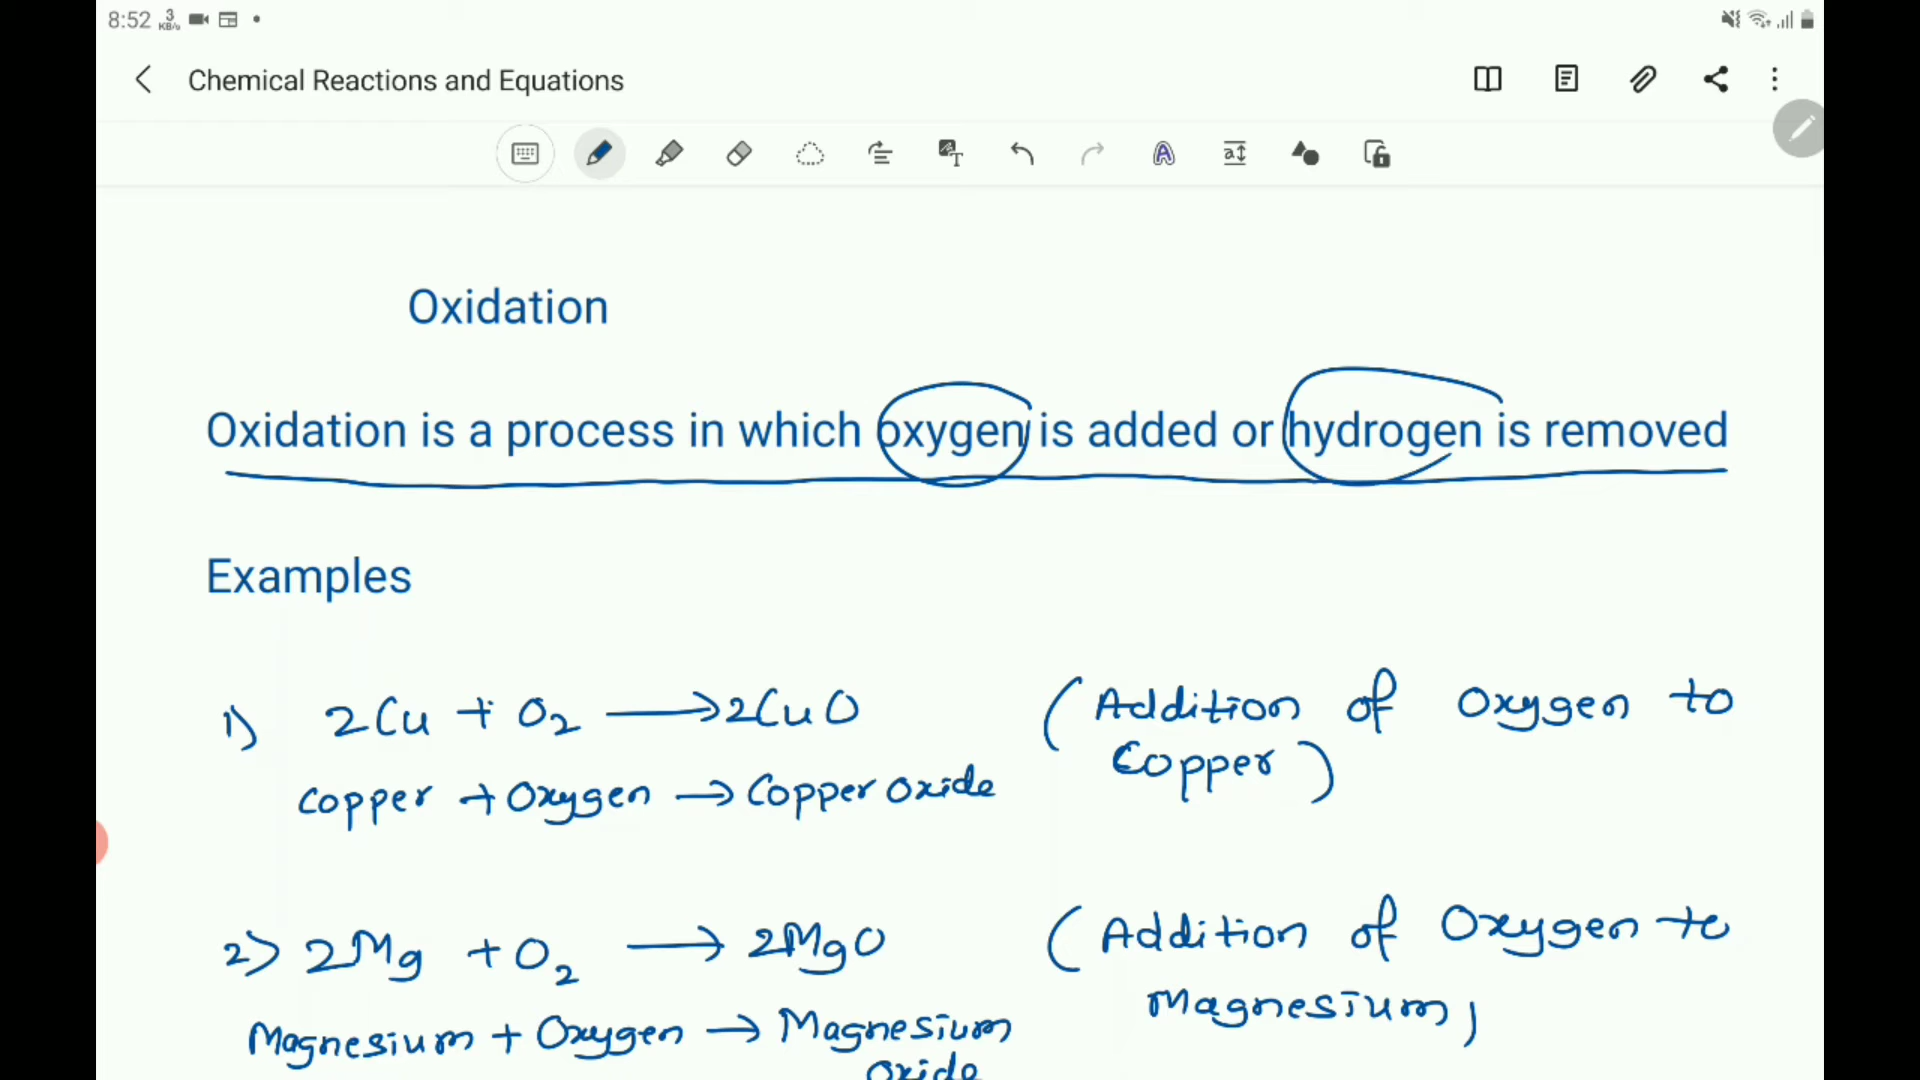 8:52 3 KB/s
Chemical Reactions and Equations
Oxidation
Oxidation is a process in which oxygen is added or hydrogen is removed
Examples
1) 2Cu + O₂ ⟶ 2CuO (Addition of Oxygen to
Copper)
Copper + Oxygen → Copper oxide
2) 2Mg + O₂ ⟶ 2MgO (Addition of Oxygen to
Magnesium)
Magnesium + Oxygen → Magnesium
oxide